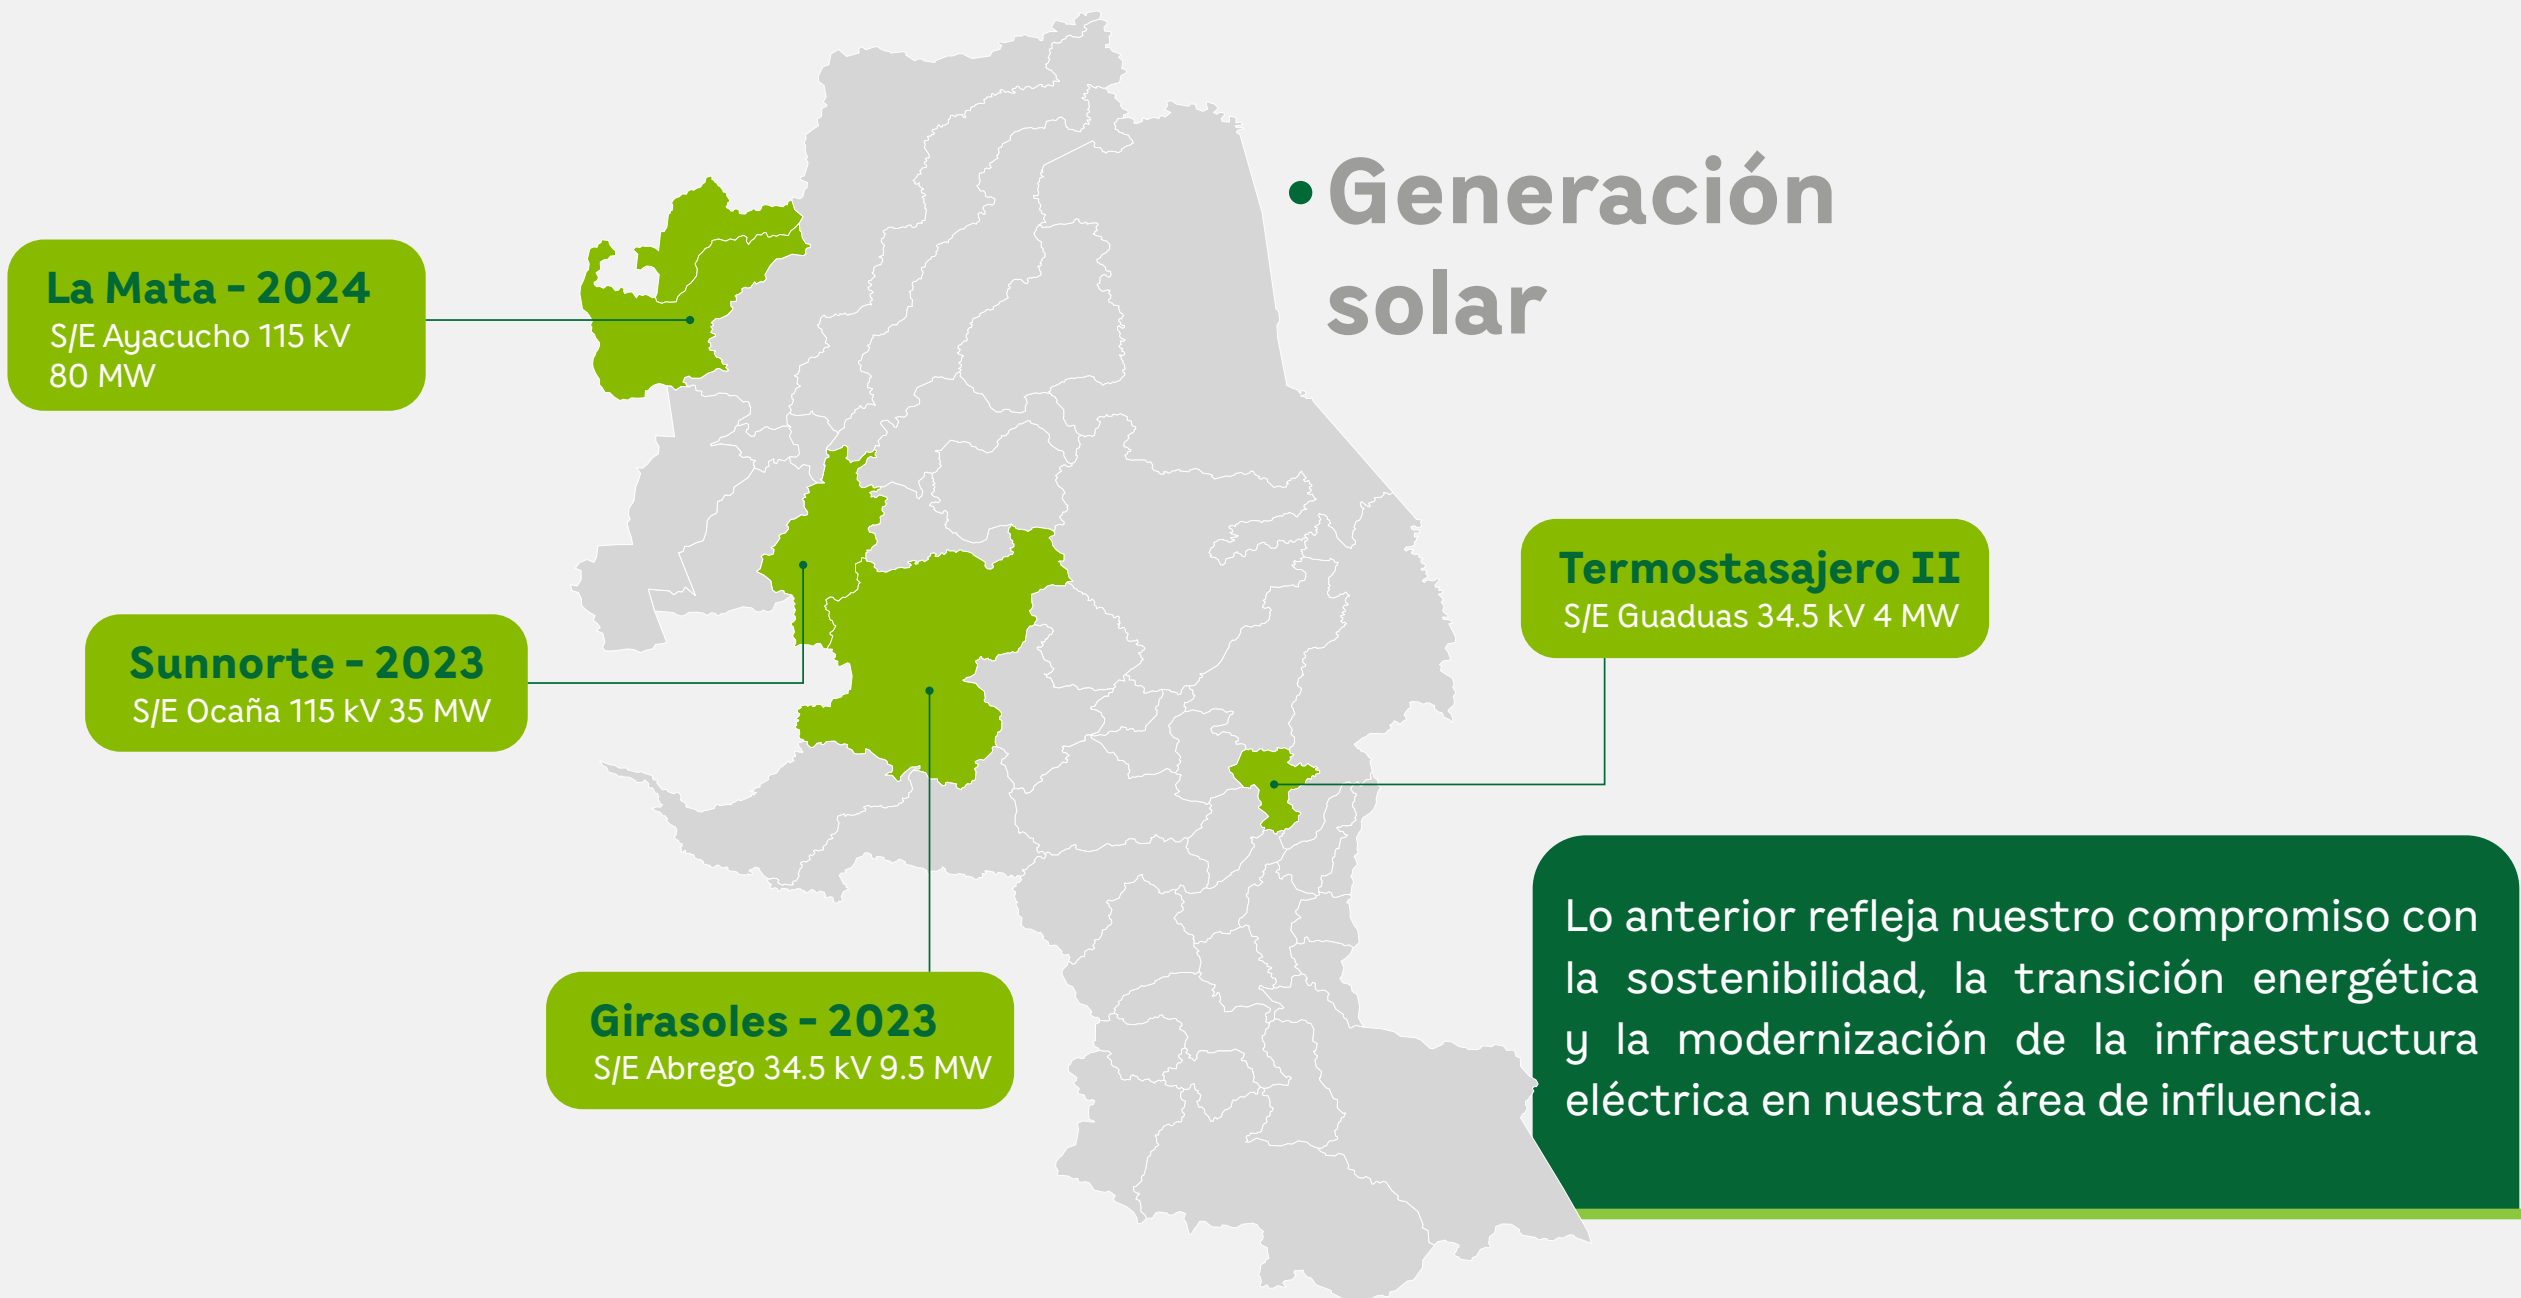 • Generación
solar
La Mata - 2024
S/E Ayacucho 115 kV
80 MW
Sunnorte - 2023
S/E Ocaña 115 kV 35 MW
Girasoles - 2023
S/E Abrego 34.5 kV 9.5 MW
Termostasajero II
S/E Guaduas 34.5 kV 4 MW
Lo anterior refleja nuestro compromiso con
la sostenibilidad, la transición energética
y la modernización de la infraestructura
eléctrica en nuestra área de influencia.